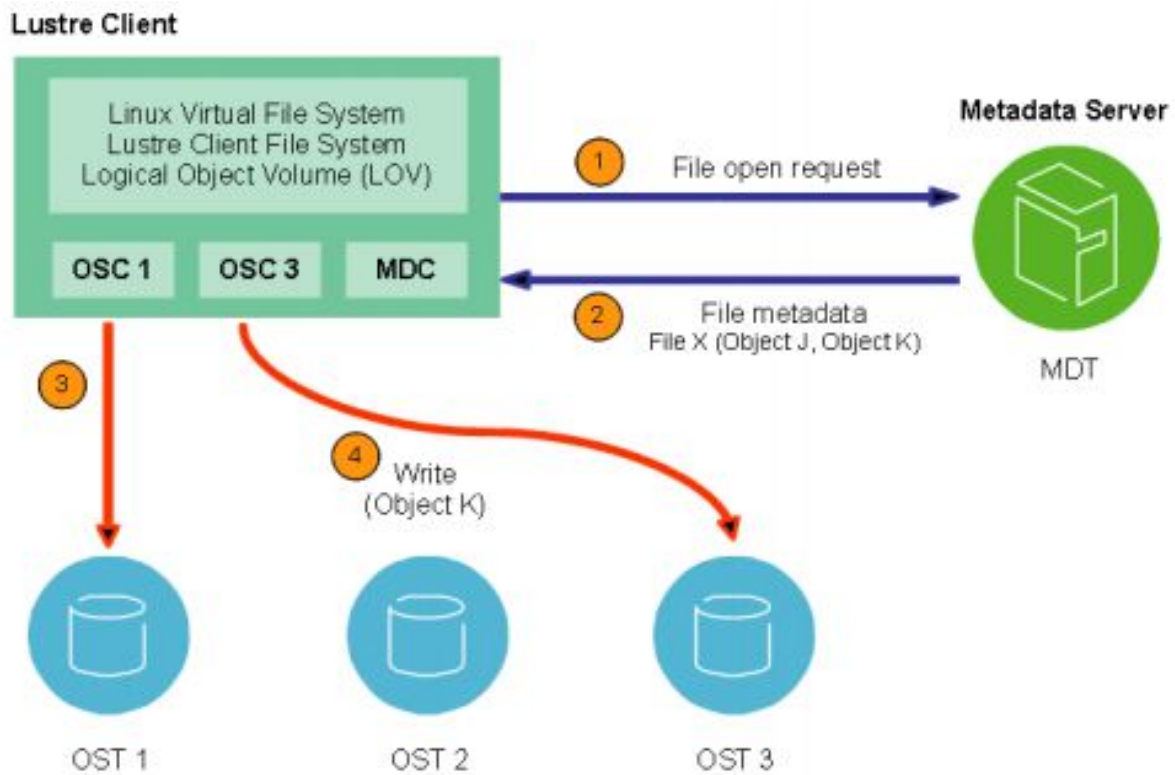 Lustre Client
Linux Virtual File System
Lustre Client File System
Logical Object Volume (LOV)
OSC 1
OSC 3
MDC
1
File open request
Metadata Server
2
File metadata
File X (Object J, Object K)
MDT
3
4
Write
(Object K)
OST 1
OST 2
OST 3